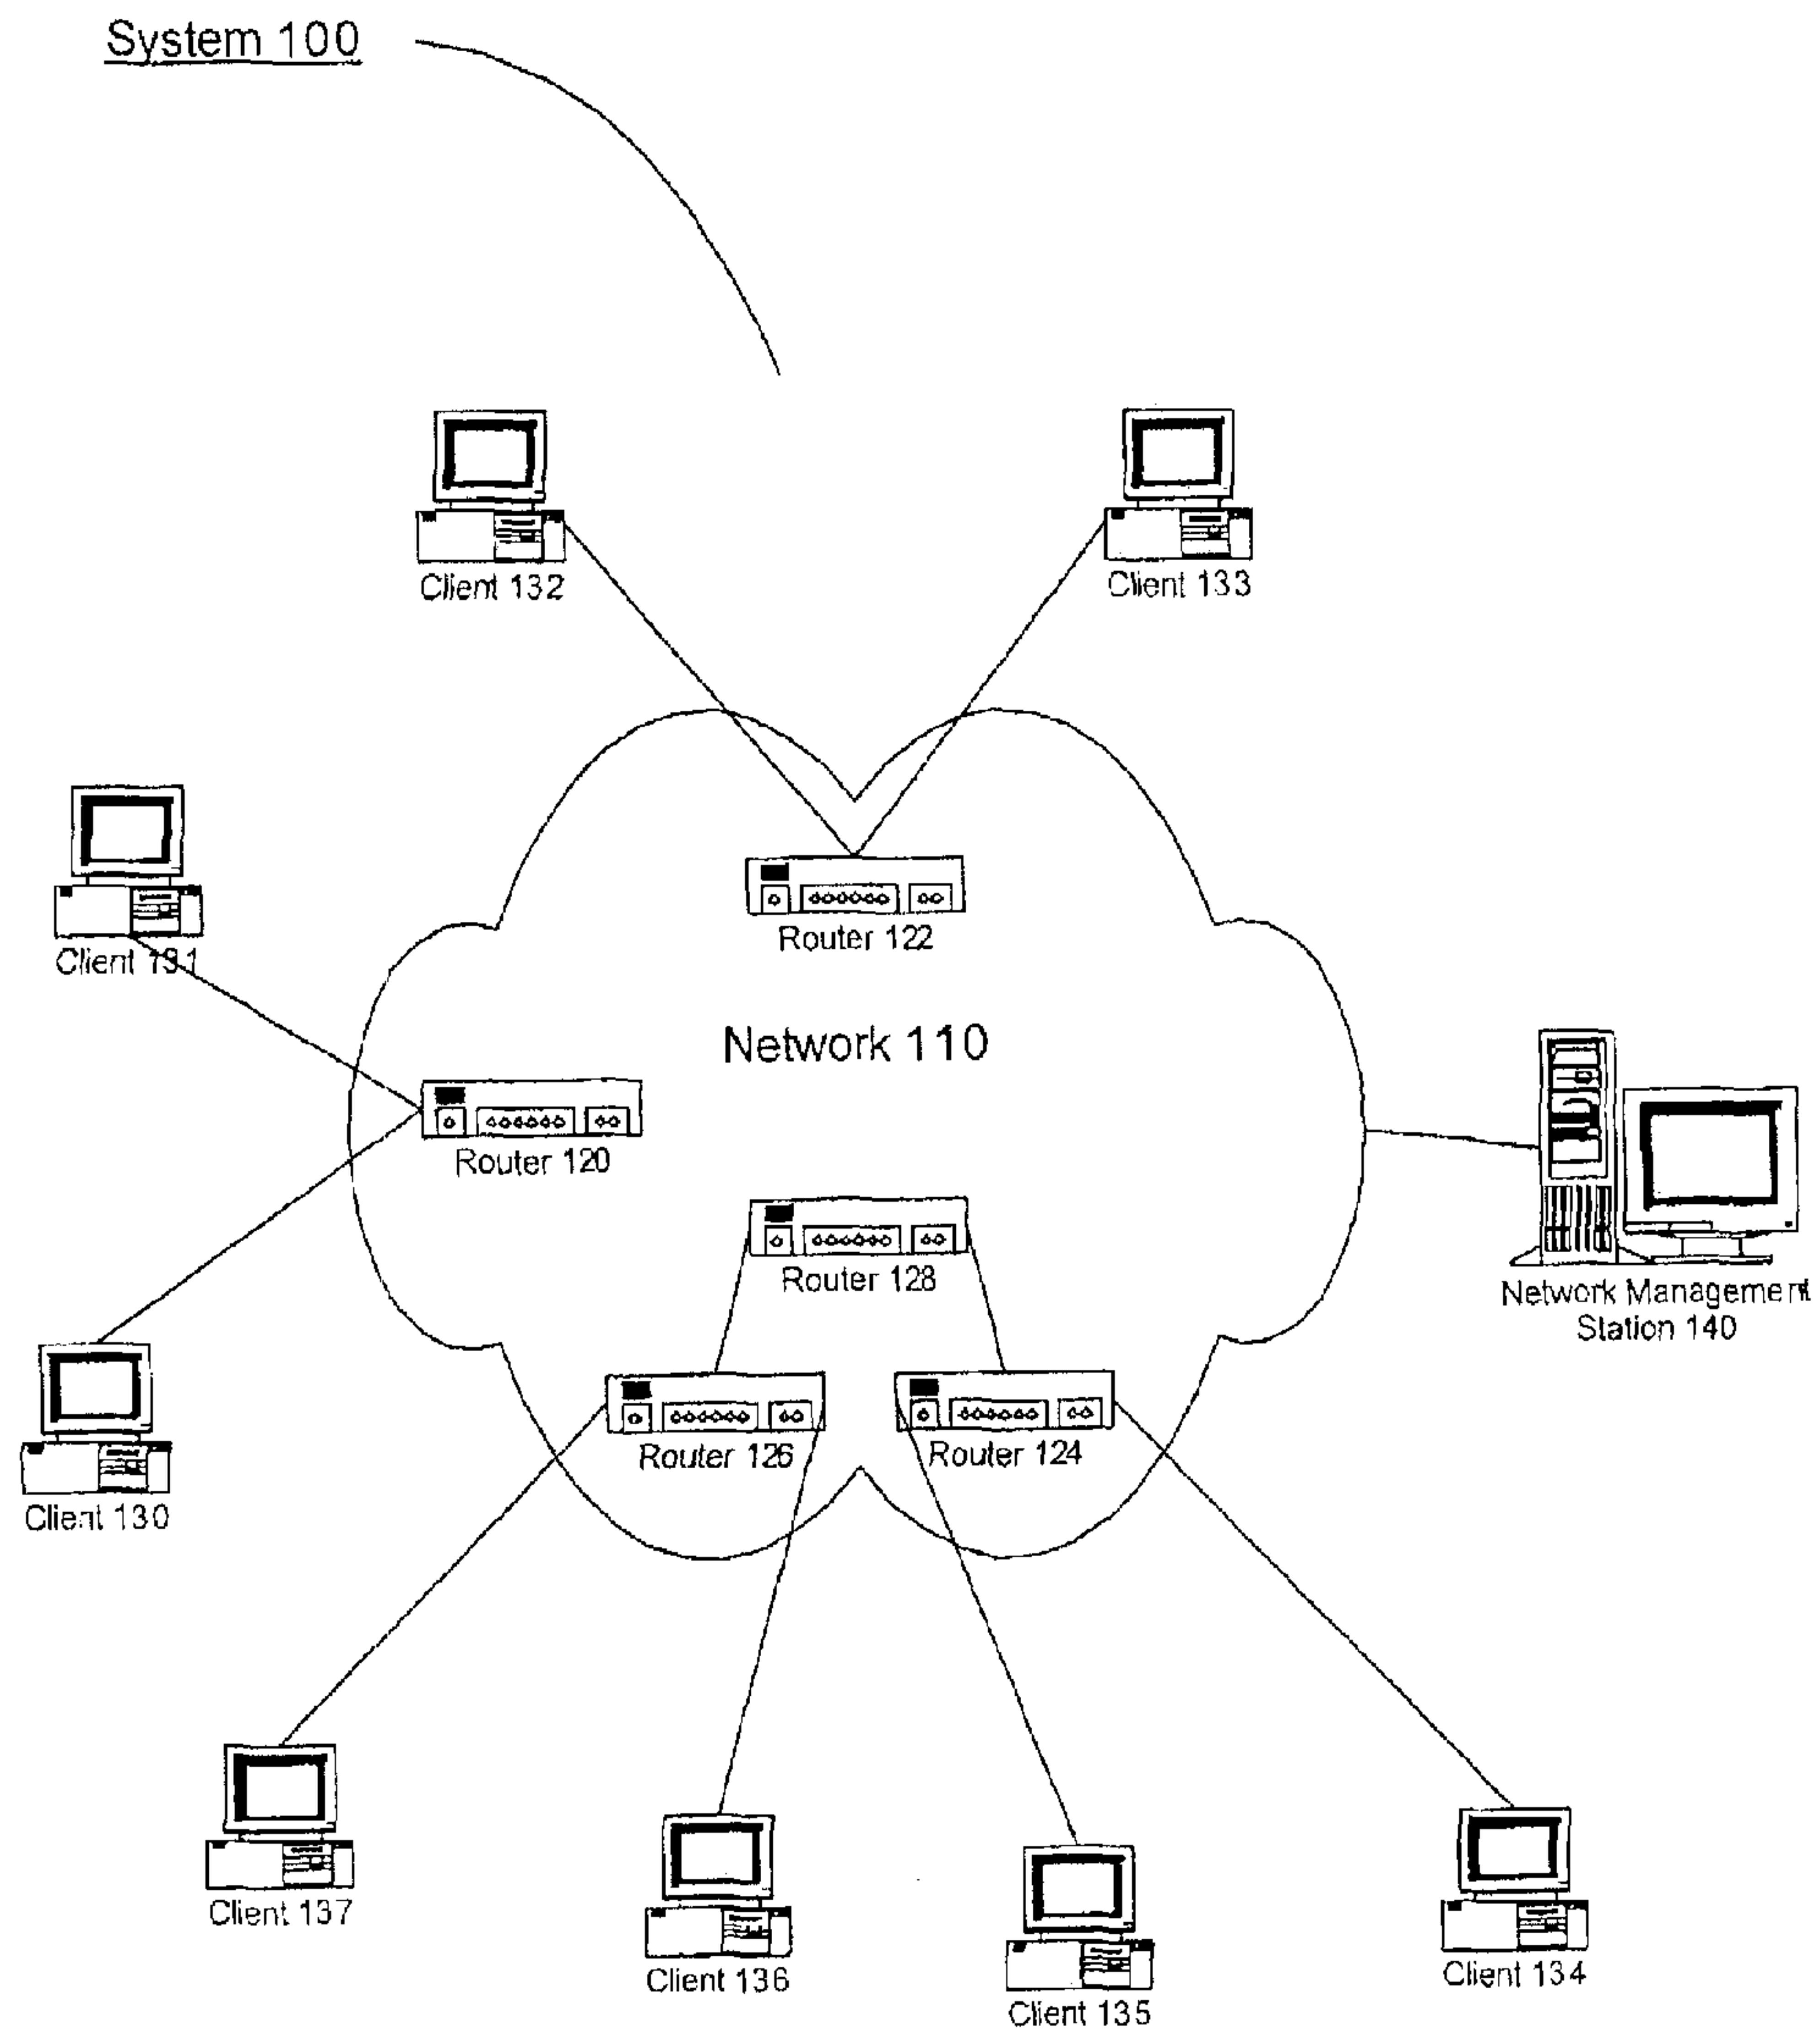 System 100
Client 132
Client 133
Client 131
Router 122
Network 110
Router 120
Router 128
Network Management
Station 140
Client 130
Router 126
Router 124
Client 137
Client 136
Client 135
Client 134